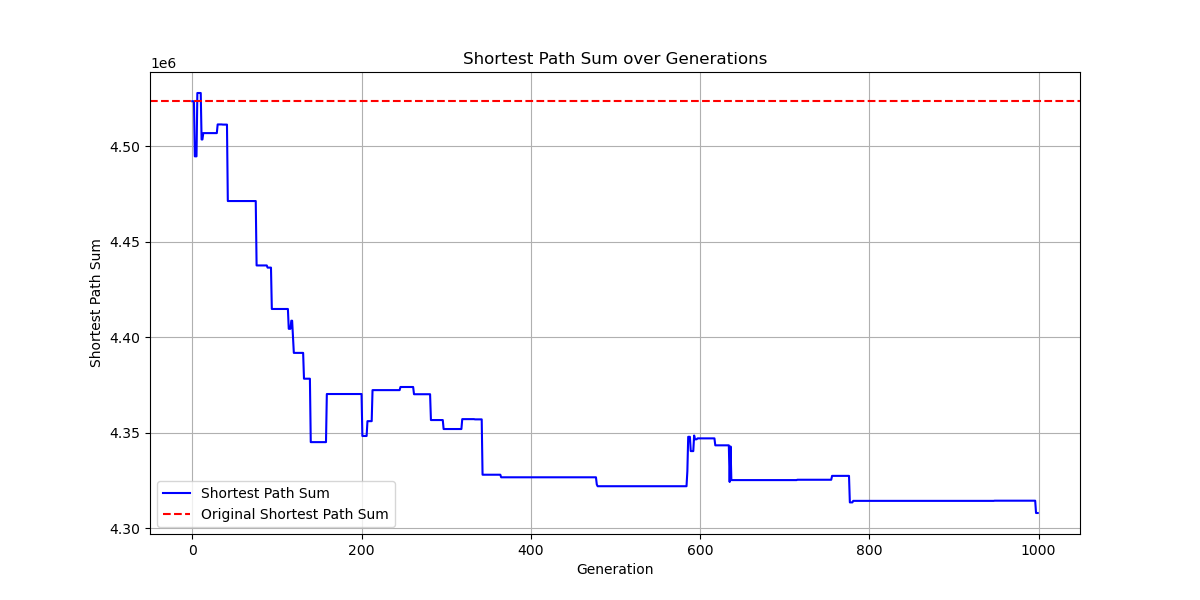 Shortest Path Sum over Generations
1e6
4.50
4.45
4.40
4.35
4.30
Shortest Path Sum
Shortest Path Sum
Original Shortest Path Sum
0 200 400 600 800 1000
Generation